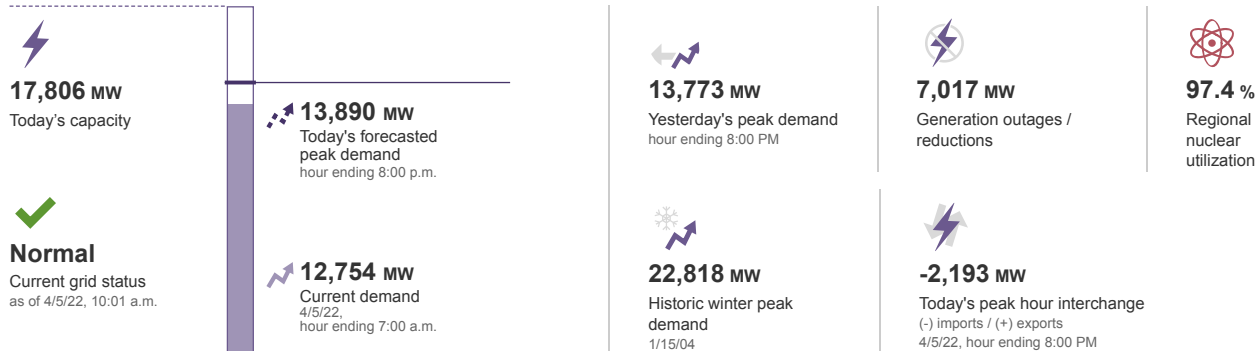 17,806 MW
Today's capacity
Normal
Current grid status
as of 4/5/22, 10:01 a.m.
13,890 MW
Today's forecasted
peak demand
hour ending 8:00 p.m.
12,754 MW
Current demand
4/5/22,
hour ending 7:00 a.m.
13,773 MW
Yesterday's peak demand
hour ending 8:00 PM
7,017 MW
Generation outages /
reductions
97.4 %
Regional
nuclear
utilization
22,818 MW
Historic winter peak
demand
1/15/04
-2,193 MW
Today's peak hour interchange
(-) imports / (+) exports
4/5/22, hour ending 8:00 PM